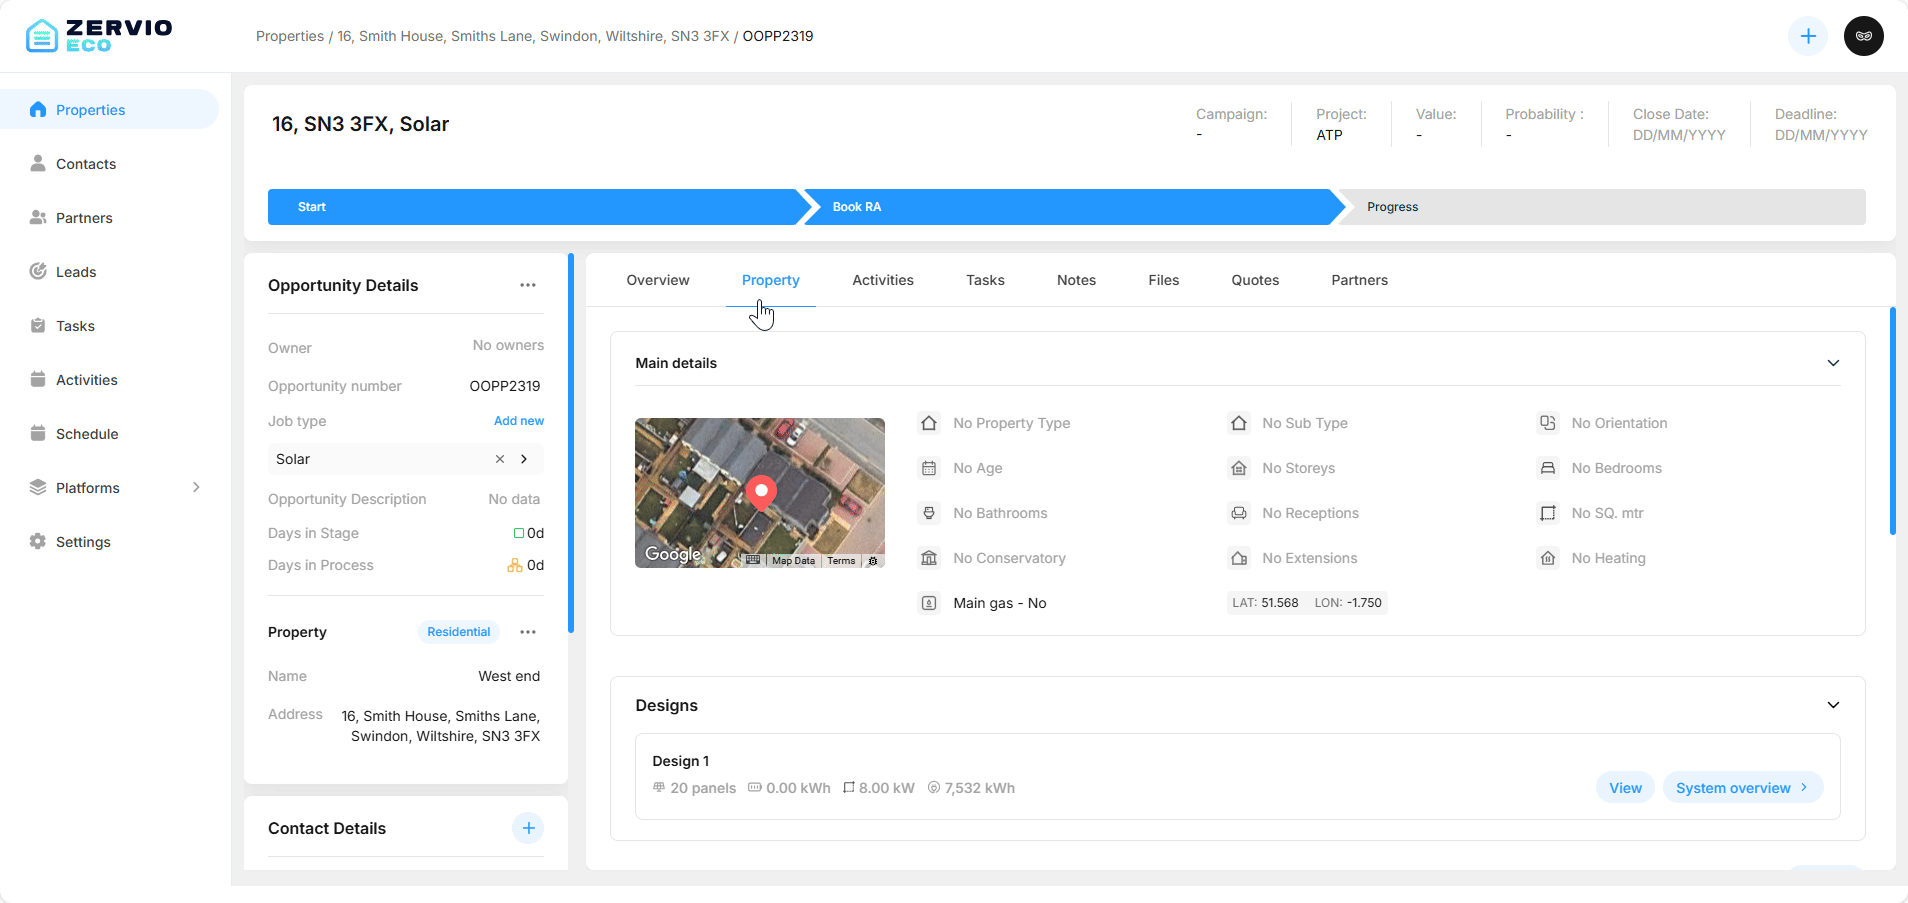 ZERVIO
ECO
Properties / 16, Smith House, Smiths Lane, Swindon, Wiltshire, SN3 3FX / OOPP2319
Properties
Contacts
Partners
Leads
Tasks
Activities
Schedule
Platforms
Settings
16, SN3 3FX, Solar
Campaign:
-
Project:
ATP
Value:
-
Probability :
-
Close Date:
DD/MM/YYYY
Deadline:
DD/MM/YYYY
Start
Book RA
Progress
Opportunity Details
Owner No owners
Opportunity number OOPP2319
Job type Add new
Solar
Opportunity Description No data
Days in Stage 0d
Days in Process 0d
Property Residential
Name West end
Address 16, Smith House, Smiths Lane,
Swindon, Wiltshire, SN3 3FX
Contact Details
Overview Property Activities Tasks Notes Files Quotes Partners
Main details
Google
Map Data Terms
No Property Type No Sub Type No Orientation
No Age No Storeys No Bedrooms
No Bathrooms No Receptions No SQ. mtr
No Conservatory No Extensions No Heating
Main gas - No LAT: 51.568 LON: -1.750
Designs
Design 1
20 panels 0.00 kWh 8.00 kW 7,532 kWh
View System overview